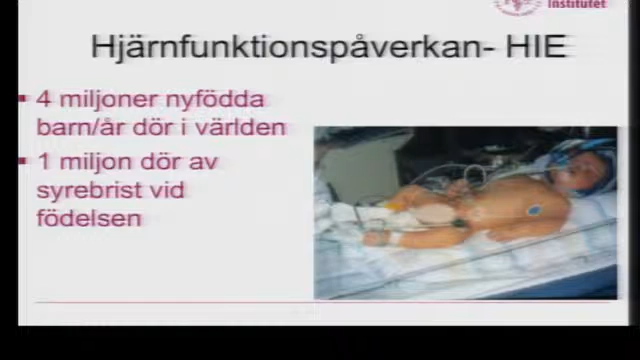 Institutet
Hjärnfunktionspåverkan- HIE
4 miljoner nyfödda
barn/år dör i världen
1 miljon dör av
syrebrist vid
födelsen